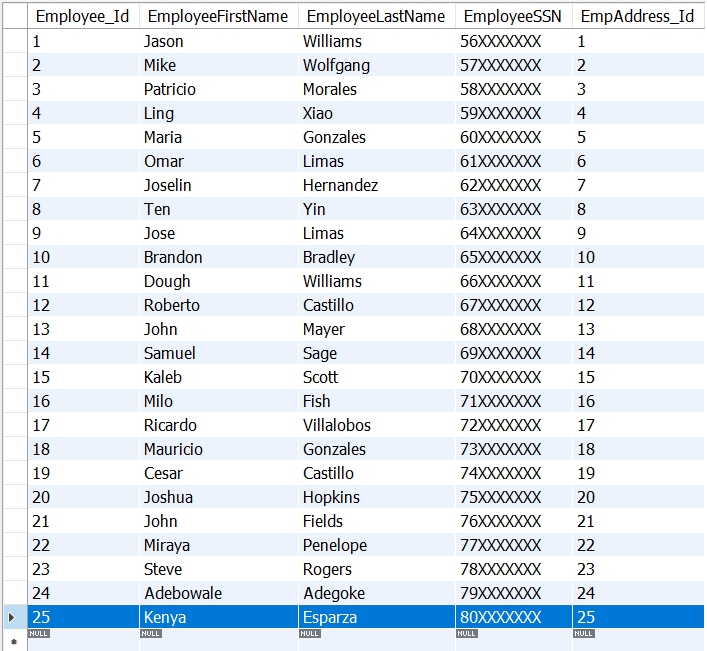 Employee_Id EmployeeFirstName EmployeeLastName EmployeeSSN EmpAddress_Id
1 Jason Williams 56XXXXXXX 1
2 Mike Wolfgang 57XXXXXXX 2
3 Patricio Morales 58XXXXXXX 3
4 Ling Xiao 59XXXXXXX 4
5 Maria Gonzales 60XXXXXXX 5
6 Omar Limas 61XXXXXXX 6
7 Joselin Hernandez 62XXXXXXX 7
8 Ten Yin 63XXXXXXX 8
9 Jose Limas 64XXXXXXX 9
10 Brandon Bradley 65XXXXXXX 10
11 Dough Williams 66XXXXXXX 11
12 Roberto Castillo 67XXXXXXX 12
13 John Mayer 68XXXXXXX 13
14 Samuel Sage 69XXXXXXX 14
15 Kaleb Scott 70XXXXXXX 15
16 Milo Fish 71XXXXXXX 16
17 Ricardo Villalobos 72XXXXXXX 17
18 Mauricio Gonzales 73XXXXXXX 18
19 Cesar Castillo 74XXXXXXX 19
20 Joshua Hopkins 75XXXXXXX 20
21 John Fields 76XXXXXXX 21
22 Miraya Penelope 77XXXXXXX 22
23 Steve Rogers 78XXXXXXX 23
24 Adebowale Adegoke 79XXXXXXX 24
25 Kenya Esparza 80XXXXXXX 25
NULL NULL NULL NULL NULL